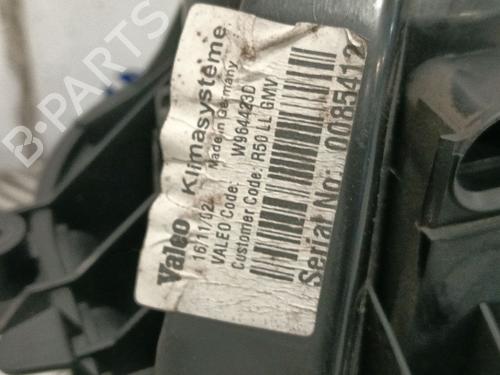 Valeo Klimasysteme
16/11/02 Made in Germany
VALEO Code: W964423D
Customer Code: R50 LL GMV
Serial No: 0085412
B-PARTS